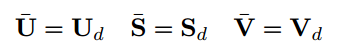 Ū = U_d   S̄ = S_d   V̄ = V_d